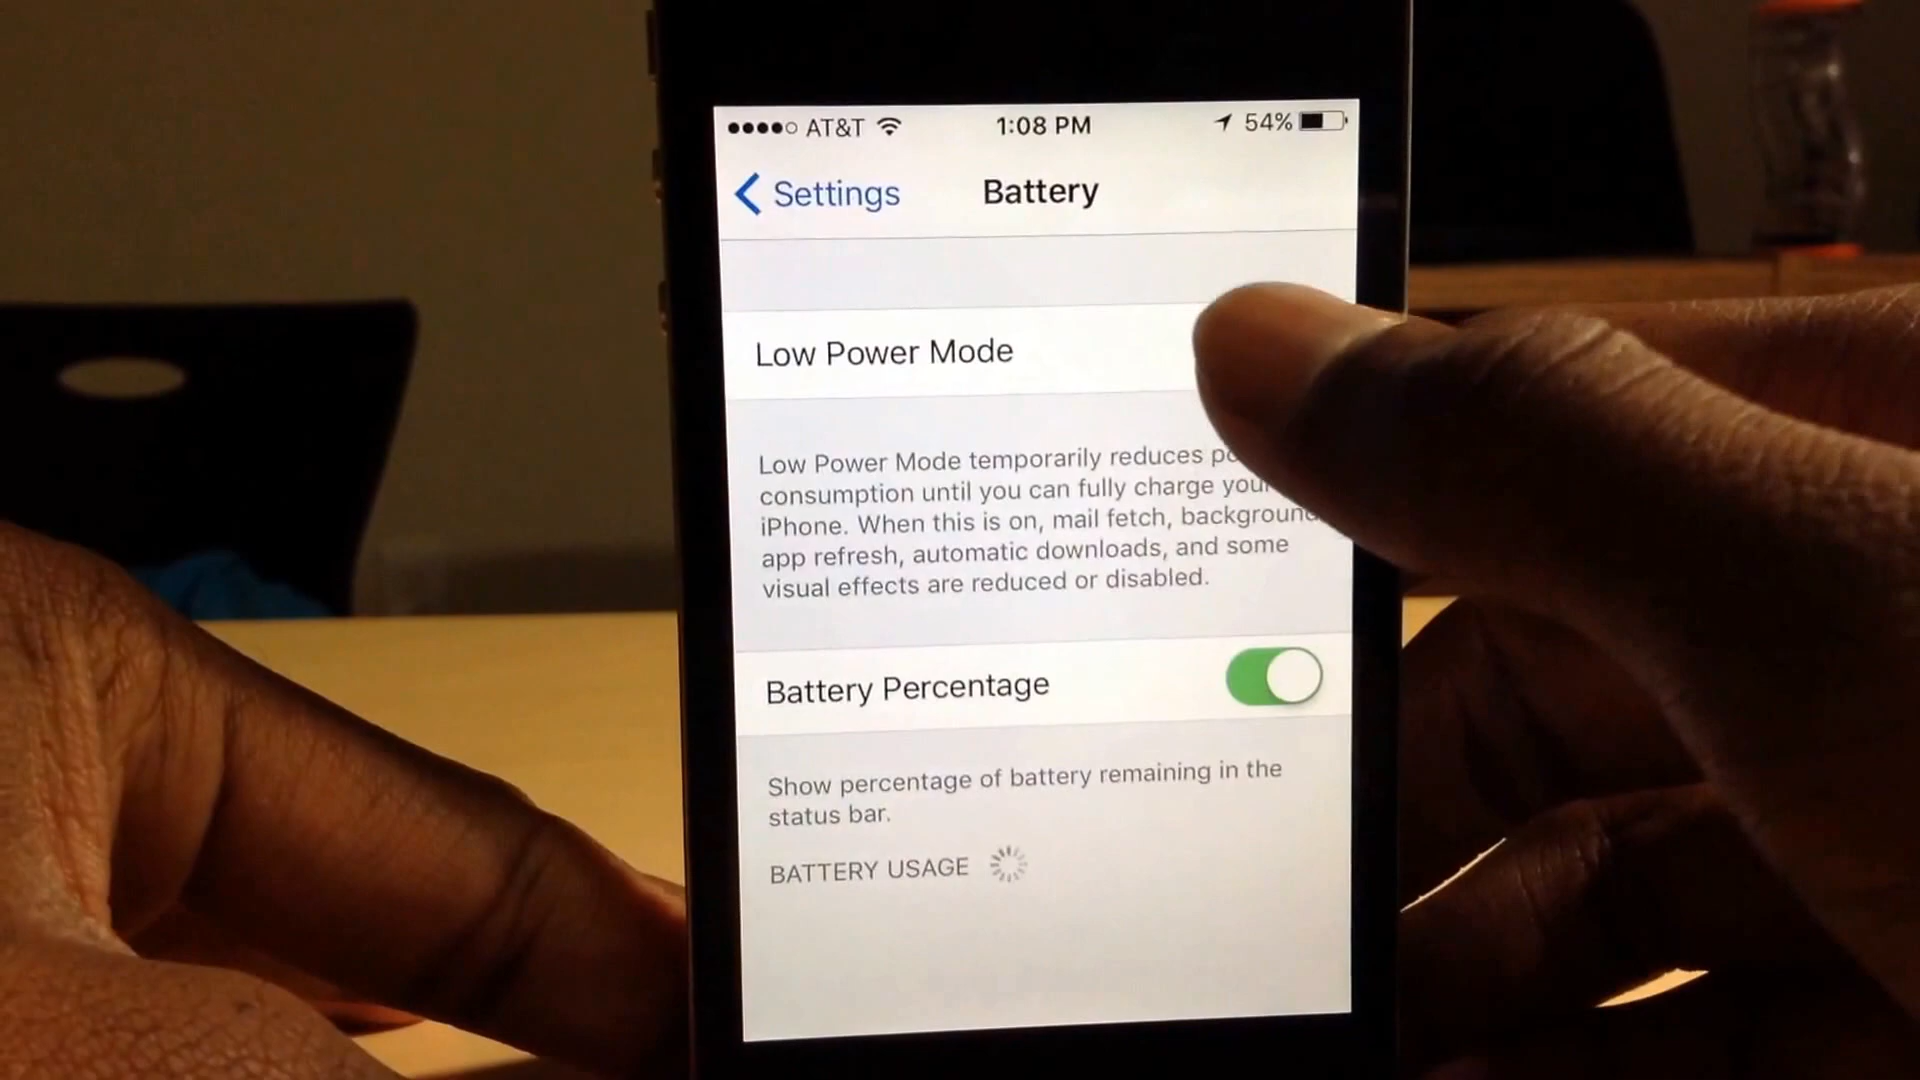 AT&T 1:08 PM 54%
Settings Battery
Low Power Mode
Low Power Mode temporarily reduces
consumption until you can fully charge your
iPhone. When this is on, mail fetch, background
app refresh, automatic downloads, and some
visual effects are reduced or disabled.
Battery Percentage
Show percentage of battery remaining in the
status bar.
BATTERY USAGE